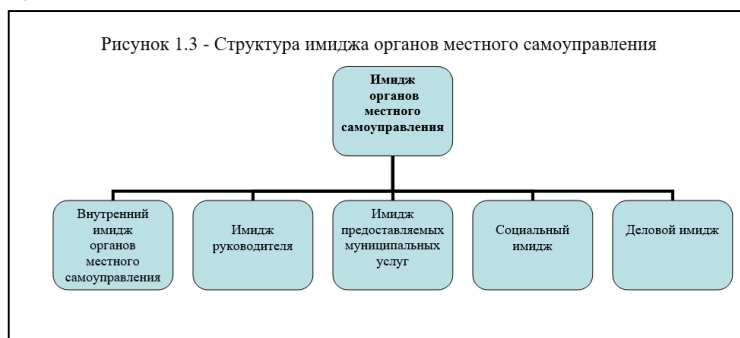 Рисунок 1.3 - Структура имиджа органов местного самоуправления
Имидж
органов
местного
самоуправления
Внутренний
имидж
органов
местного
самоуправления
Имидж
руководителя
Имидж
предоставляемых
муниципальных
услуг
Социальный
имидж
Деловой имидж